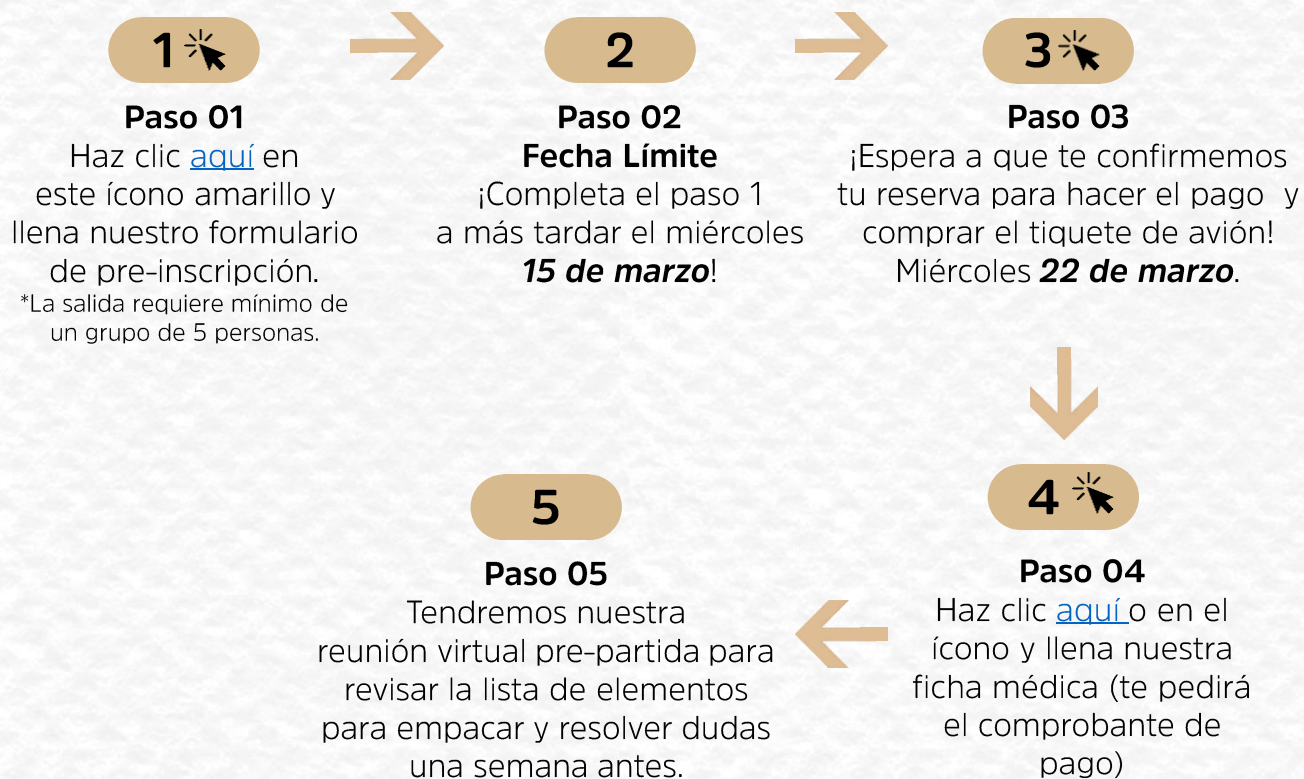 1
Paso 01
Haz clic aquí en
este ícono amarillo y
llena nuestro formulario
de pre-inscripción.
*La salida requiere mínimo de
un grupo de 5 personas.
2
Paso 02
Fecha Límite
¡Completa el paso 1
a más tardar el miércoles
15 de marzo!
3
Paso 03
¡Espera a que te confirmemos
tu reserva para hacer el pago y
comprar el tiquete de avión!
Miércoles 22 de marzo.
4
Paso 04
Haz clic aquí o en el
ícono y llena nuestra
ficha médica (te pedirá
el comprobante de
pago)
5
Paso 05
Tendremos nuestra
reunión virtual pre-partida para
revisar la lista de elementos
para empacar y resolver dudas
una semana antes.